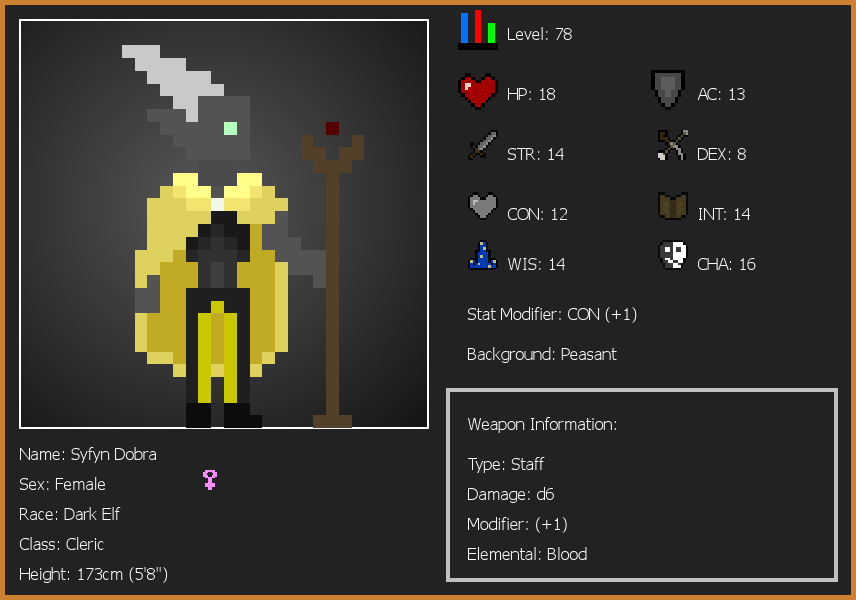 Level: 78
HP: 18
AC: 13
STR: 14
DEX: 8
CON: 12
INT: 14
WIS: 14
CHA: 16
Stat Modifier: CON (+1)
Background: Peasant
Weapon Information:
Type: Staff
Damage: d6
Modifier: (+1)
Elemental: Blood
Name: Syfyn Dobra
Sex: Female
Race: Dark Elf
Class: Cleric
Height: 173cm (5'8")